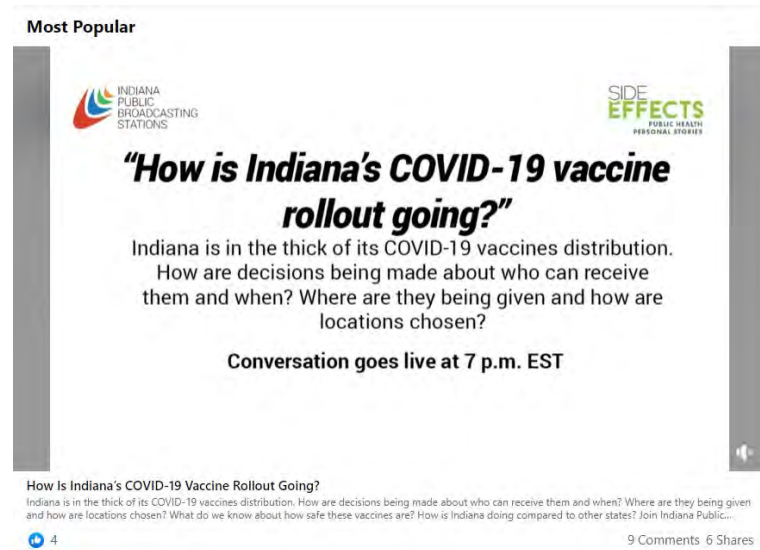 Most Popular
INDIANA
PUBLIC
BROADCASTING
STATIONS
SIDE
EFFECTS
PUBLIC HEALTH
PERSONAL STORIES
“How is Indiana’s COVID-19 vaccine
rollout going?”
Indiana is in the thick of its COVID-19 vaccines distribution.
How are decisions being made about who can receive
them and when? Where are they being given and how are
locations chosen?
Conversation goes live at 7 p.m. EST
How Is Indiana’s COVID-19 Vaccine Rollout Going?
Indiana is in the thick of its COVID-19 vaccines distribution. How are decisions being made about who can receive them and when? Where are they being given
and how are locations chosen? What do we know about how safe these vaccines are? How is Indiana doing compared to other states? Join Indiana Public...
4
9 Comments 6 Shares